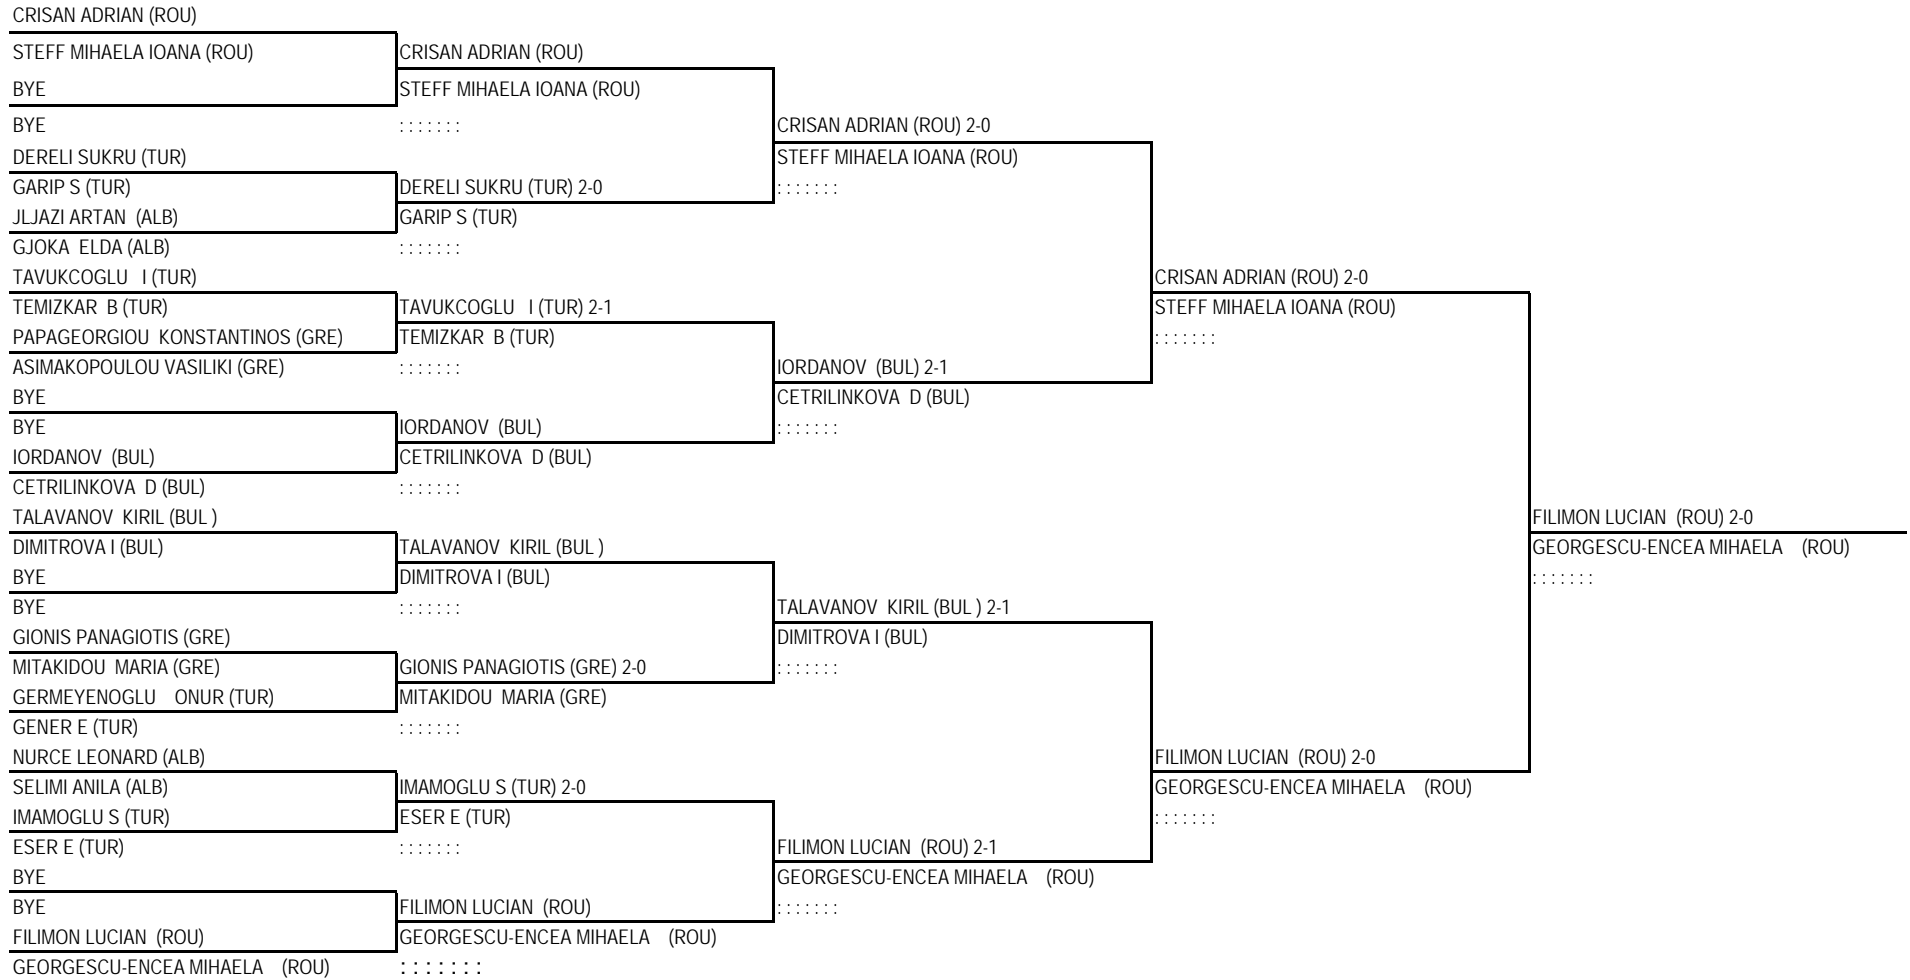 CRISAN ADRIAN (ROU)
STEFF MIHAELA IOANA (ROU)
BYE
BYE
DERELI SUKRU (TUR)
GARIP S (TUR)
JLJAZI ARTAN (ALB)
GJOKA ELDA (ALB)
TAVUKCOGLU I (TUR)
TEMIZKAR B (TUR)
PAPAGEORGIOU KONSTANTINOS (GRE)
ASIMAKOPOULOU VASILIKI (GRE)
BYE
BYE
IORDANOV (BUL)
CETRILINKOVA D (BUL)
TALAVANOV KIRIL (BUL )
DIMITROVA I (BUL)
BYE
BYE
GIONIS PANAGIOTIS (GRE)
MITAKIDOU MARIA (GRE)
GERMEYENOGLU ONUR (TUR)
GENER E (TUR)
NURCE LEONARD (ALB)
SELIMI ANILA (ALB)
IMAMOGLU S (TUR)
ESER E (TUR)
BYE
BYE
FILIMON LUCIAN (ROU)
GEORGESCU-ENCEA MIHAELA (ROU)
CRISAN ADRIAN (ROU)
STEFF MIHAELA IOANA (ROU)
: : : : : : :
DERELI SUKRU (TUR) 2-0
GARIP S (TUR)
: : : : : : :
TAVUKCOGLU I (TUR) 2-1
TEMIZKAR B (TUR)
: : : : : : :
IORDANOV (BUL)
CETRILINKOVA D (BUL)
: : : : : : :
TALAVANOV KIRIL (BUL )
DIMITROVA I (BUL)
: : : : : : :
GIONIS PANAGIOTIS (GRE) 2-0
MITAKIDOU MARIA (GRE)
: : : : : : :
IMAMOGLU S (TUR) 2-0
ESER E (TUR)
: : : : : : :
FILIMON LUCIAN (ROU)
GEORGESCU-ENCEA MIHAELA (ROU)
: : : : : : :
CRISAN ADRIAN (ROU) 2-0
STEFF MIHAELA IOANA (ROU)
: : : : : : :
IORDANOV (BUL) 2-1
CETRILINKOVA D (BUL)
: : : : : : :
TALAVANOV KIRIL (BUL ) 2-1
DIMITROVA I (BUL)
: : : : : : :
FILIMON LUCIAN (ROU) 2-1
GEORGESCU-ENCEA MIHAELA (ROU)
: : : : : : :
CRISAN ADRIAN (ROU) 2-0
STEFF MIHAELA IOANA (ROU)
: : : : : : :
FILIMON LUCIAN (ROU) 2-0
GEORGESCU-ENCEA MIHAELA (ROU)
: : : : : : :
FILIMON LUCIAN (ROU) 2-0
GEORGESCU-ENCEA MIHAELA (ROU)
: : : : : : :